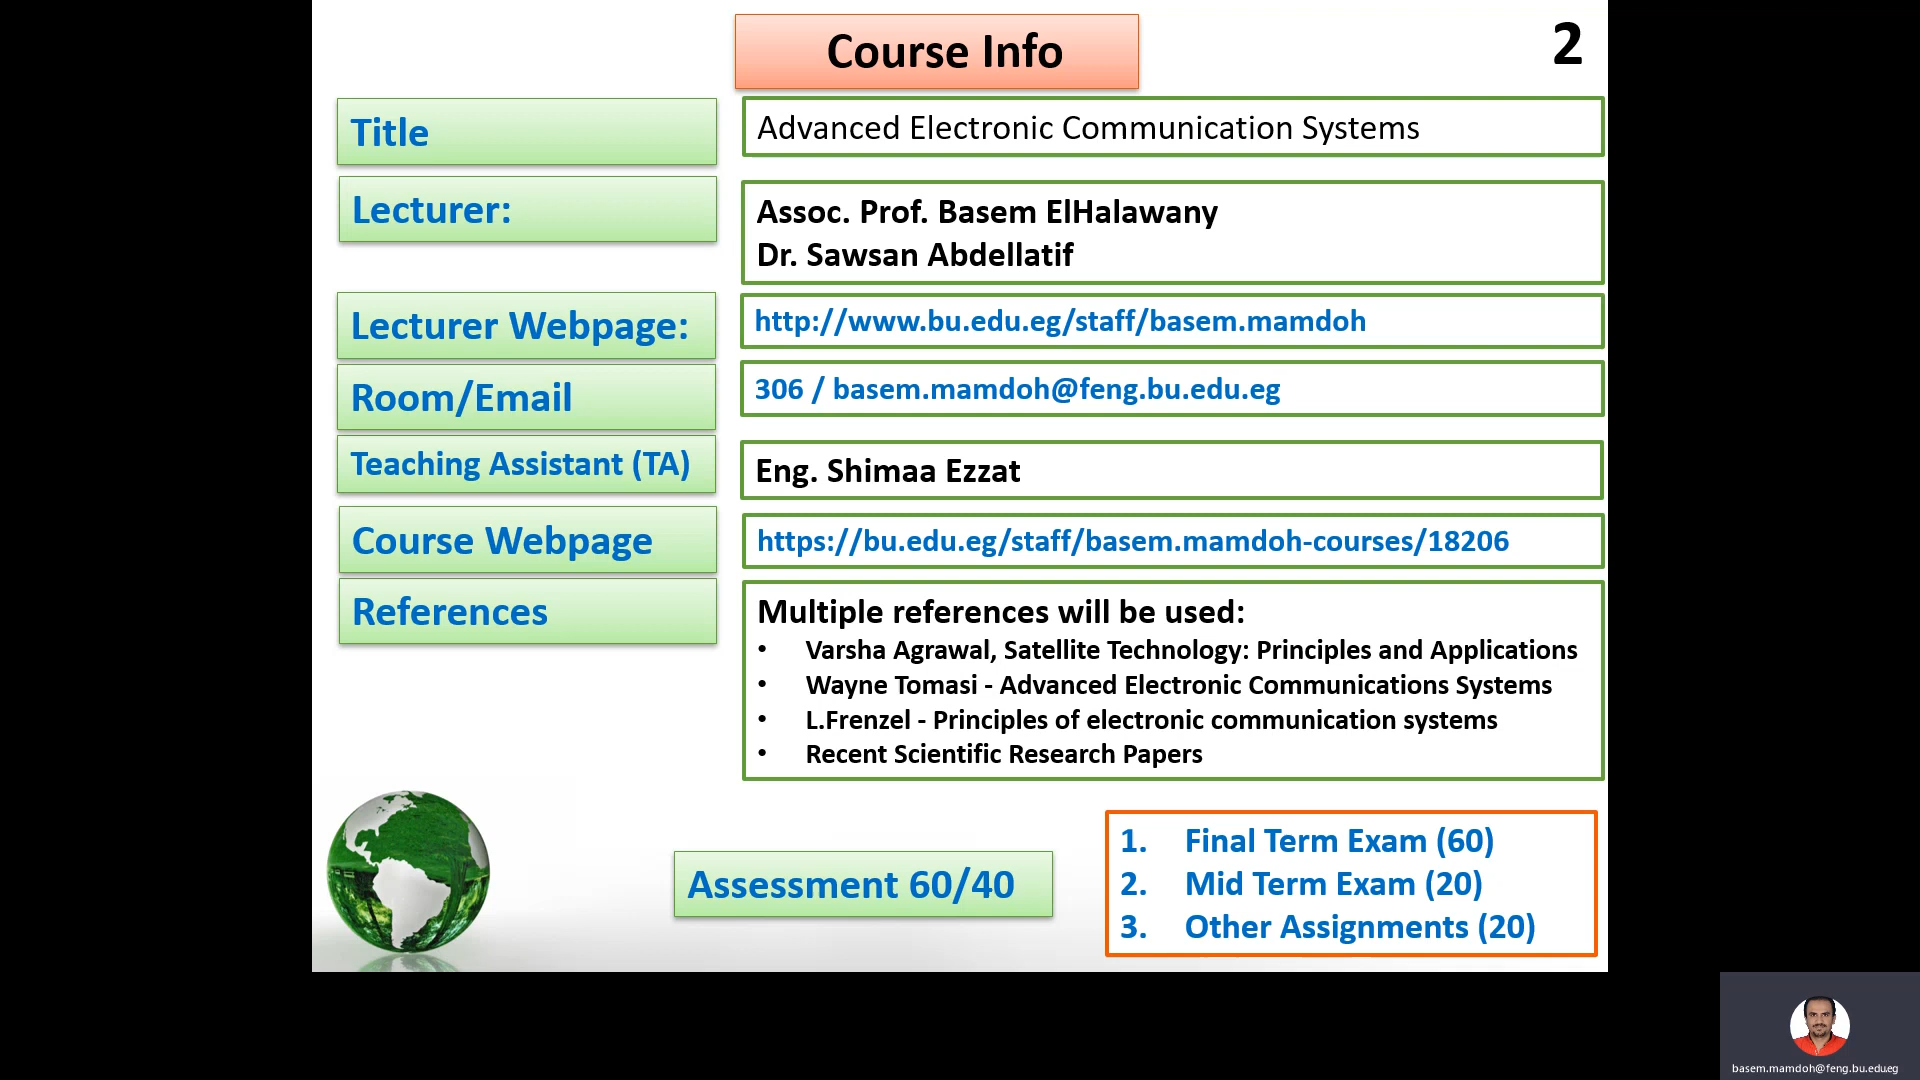 Course Info
2
Title
Advanced Electronic Communication Systems
Lecturer:
Assoc. Prof. Basem ElHalawany
Dr. Sawsan Abdellatif
Lecturer Webpage:
http://www.bu.edu.eg/staff/basem.mamdoh
Room/Email
306 / basem.mamdoh@feng.bu.edu.eg
Teaching Assistant (TA)
Eng. Shimaa Ezzat
Course Webpage
https://bu.edu.eg/staff/basem.mamdoh-courses/18206
References
Multiple references will be used:
• Varsha Agrawal, Satellite Technology: Principles and Applications
• Wayne Tomasi - Advanced Electronic Communications Systems
• L.Frenzel - Principles of electronic communication systems
• Recent Scientific Research Papers
Assessment 60/40
1. Final Term Exam (60)
2. Mid Term Exam (20)
3. Other Assignments (20)
basem.mamdoh@feng.bu.edu.eg